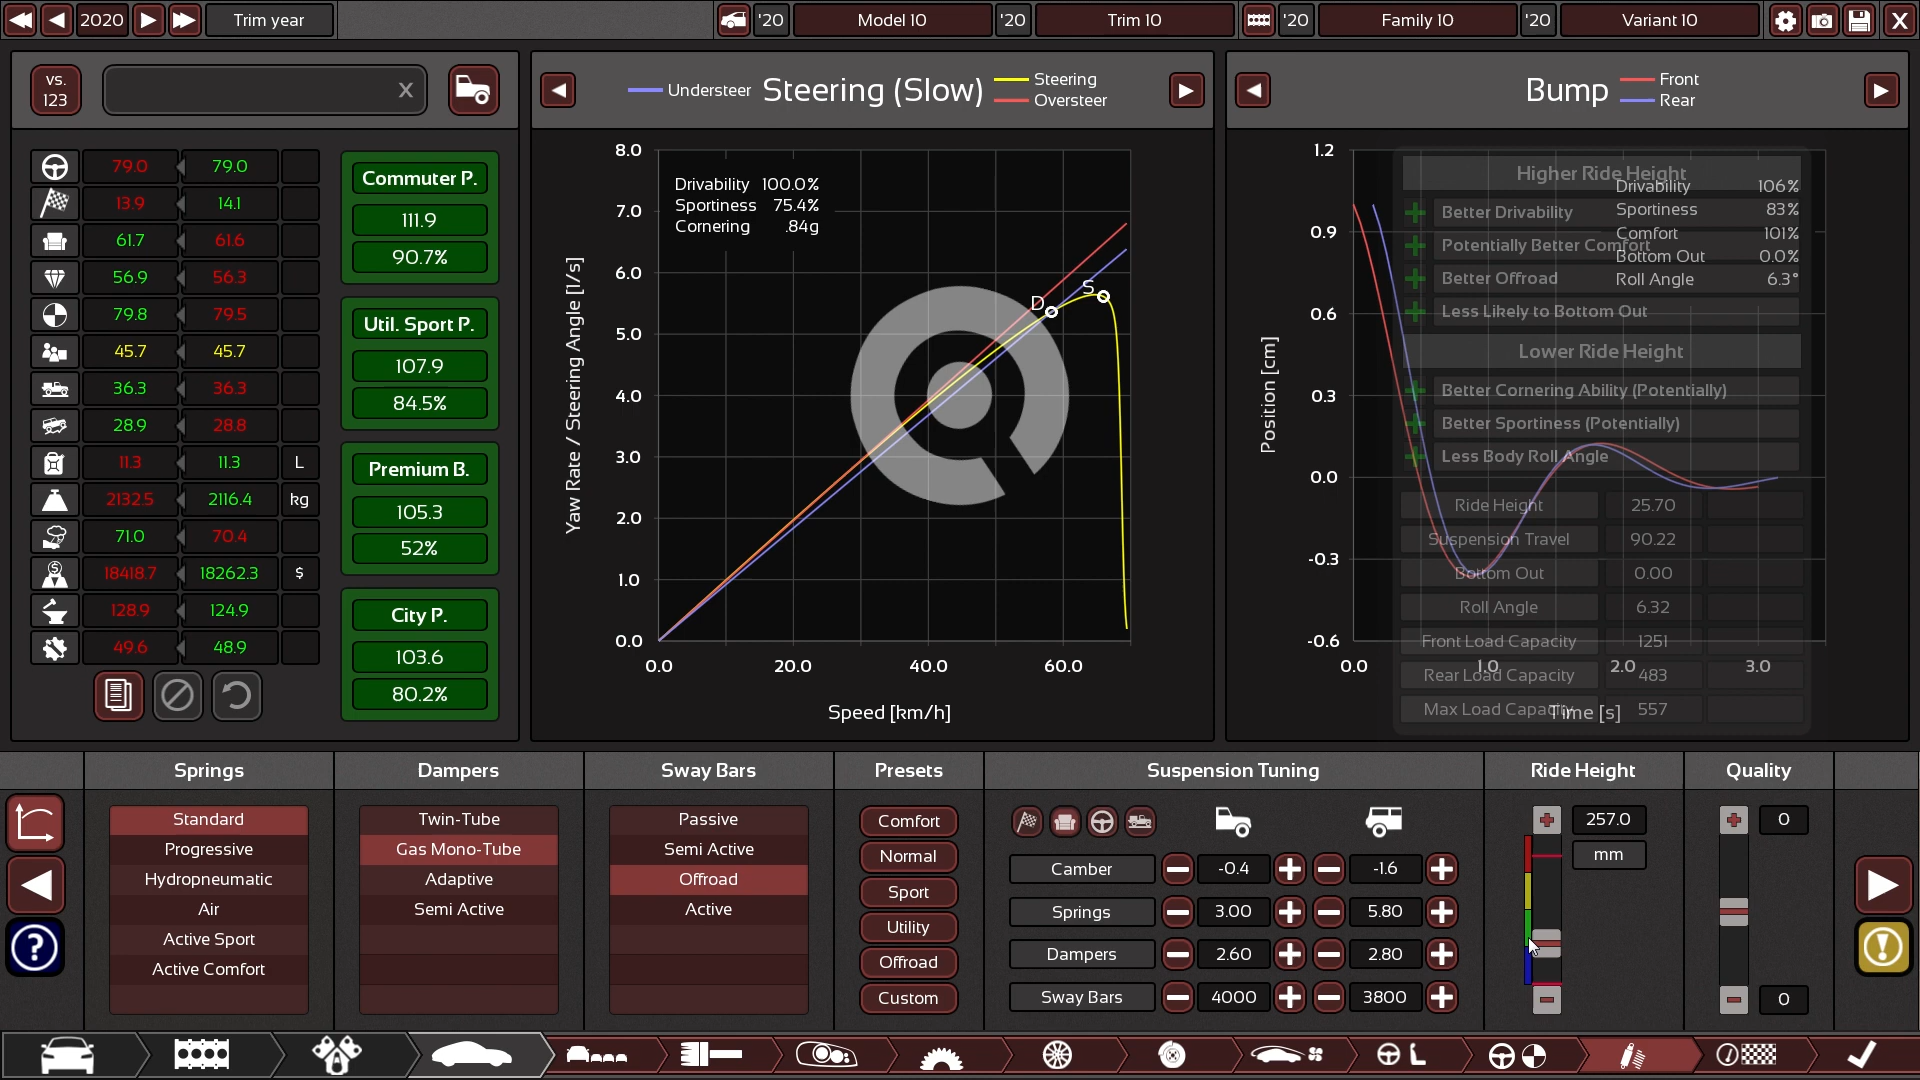 2020
Trim year
'20
Model 10
'20
Trim 10
'20
Family 10
'20
Variant 10
X
vs.
123
x
79.0 79.0
13.9 14.1
61.7 61.6
56.9 56.3
79.8 79.5
45.7 45.7
36.3 36.3
28.9 28.8
11.3 11.3 L
2132.5 2116.4 kg
71.0 70.4
18418.7 18262.3 $
128.9 124.9
49.6 48.9
Commuter P.
111.9
90.7%
Util. Sport P.
107.9
84.5%
Premium B.
105.3
52%
City P.
103.6
80.2%
Understeer
Steering (Slow)
Steering
Oversteer
Drivability 100.0%
Sportiness 75.4%
Cornering .84g
8.0
7.0
6.0
5.0
4.0
3.0
2.0
1.0
0.0
Yaw Rate / Steering Angle [1/s]
D
S
0.0 20.0 40.0 60.0
Speed [km/h]
Bump
Front
Rear
1.2
0.9
0.6
0.3
0.0
-0.3
-0.6
Position [cm]
0.0 1.0 2.0 3.0
Time [s]
Drivability 106%
Sportiness 83%
Comfort 101%
Bottom Out 0.0%
Roll Angle 6.3°
Higher Ride Height
Better Drivability
Potentially Better Comfort
Better Offroad
Less Likely to Bottom Out
Lower Ride Height
Better Cornering Ability (Potentially)
Better Sportiness (Potentially)
Less Body Roll Angle
Ride Height 25.70
Suspension Travel 90.22
Bottom Out 0.00
Roll Angle 6.32
Front Load Capacity 1251
Rear Load Capacity 483
Max Load Capacity 557
Springs
Standard
Progressive
Hydropneumatic
Air
Active Sport
Active Comfort
Dampers
Twin-Tube
Gas Mono-Tube
Adaptive
Semi Active
Sway Bars
Passive
Semi Active
Offroad
Active
Presets
Comfort
Normal
Sport
Utility
Offroad
Custom
Suspension Tuning
Camber -0.4 -1.6
Springs 3.00 5.80
Dampers 2.60 2.80
Sway Bars 4000 3800
Ride Height
257.0
mm
Quality
0
0
?
!